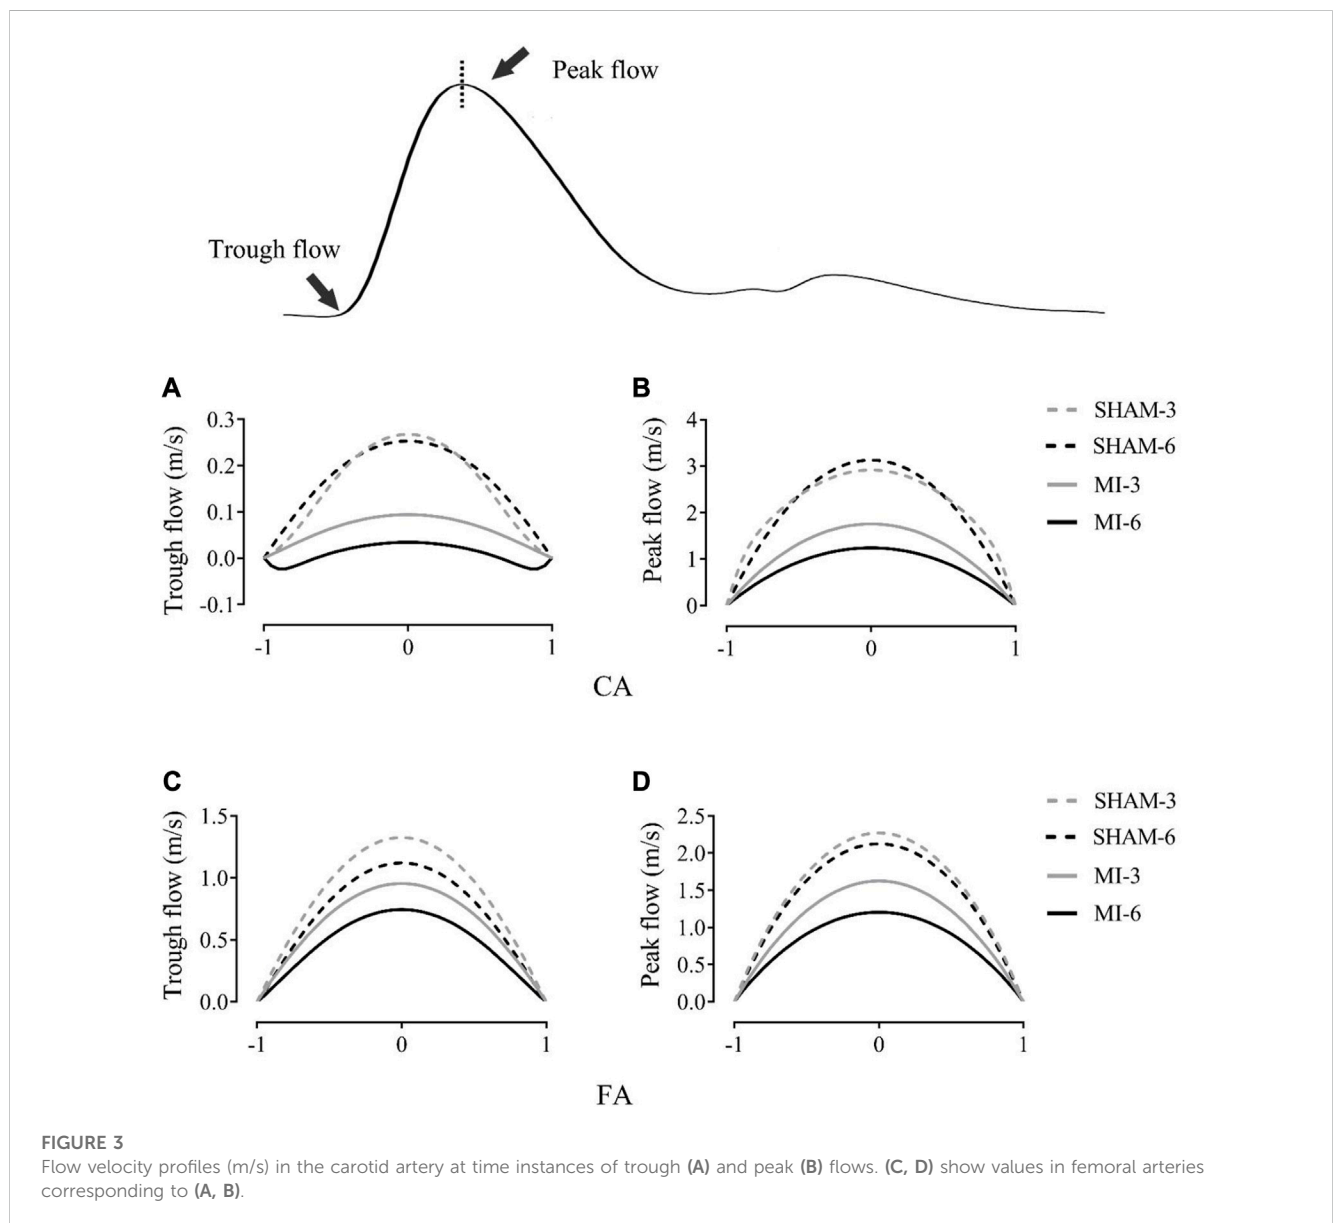 Peak flow
Trough flow
A
Trough flow (m/s)
0.3
0.2
0.1
0.0
-0.1
-1 0 1
B
Peak flow (m/s)
4
3
2
1
0
-1 0 1
SHAM-3
SHAM-6
MI-3
MI-6
CA
C
Trough flow (m/s)
1.5
1.0
0.5
0.0
-1 0 1
D
Peak flow (m/s)
2.5
2.0
1.5
1.0
0.5
0.0
-1 0 1
SHAM-3
SHAM-6
MI-3
MI-6
FA
FIGURE 3
Flow velocity profiles (m/s) in the carotid artery at time instances of trough (A) and peak (B) flows. (C, D) show values in femoral arteries
corresponding to (A, B).